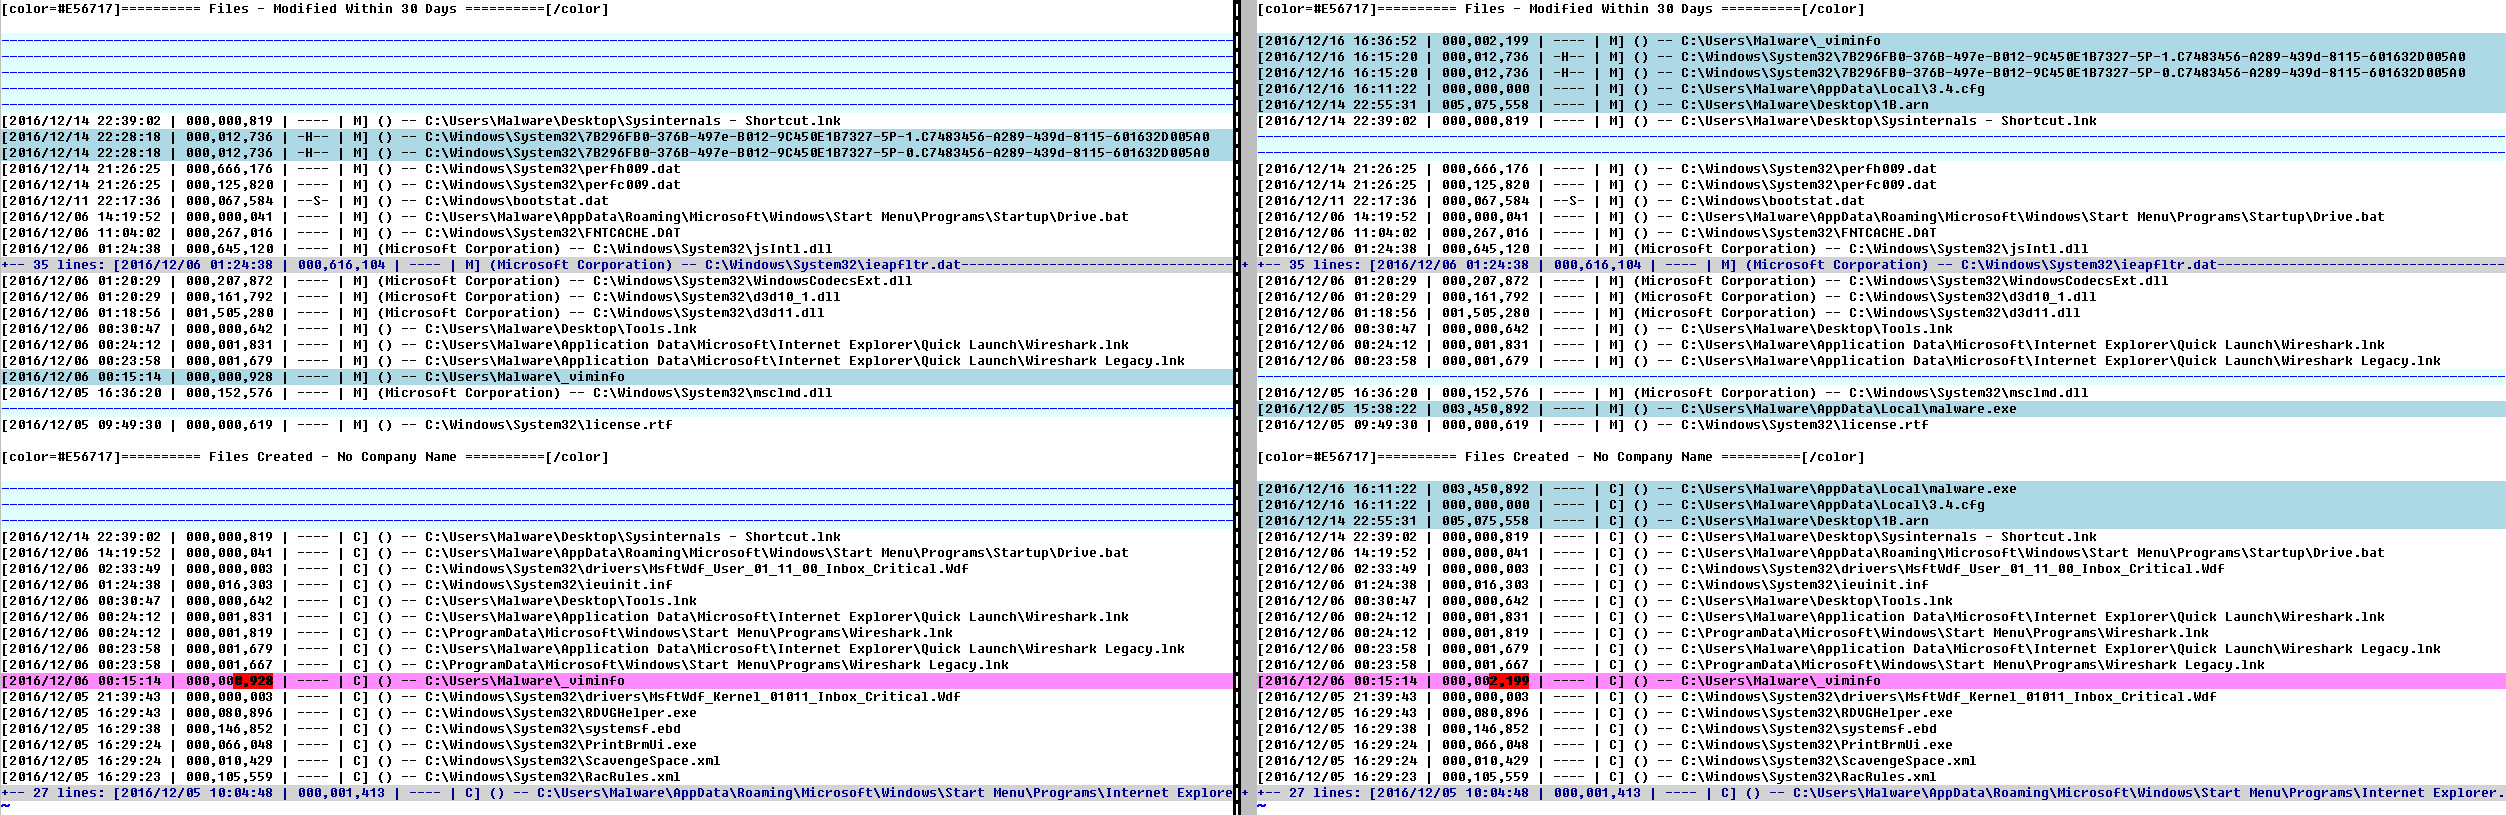 [color=#E56717]========== Files - Modified Within 30 Days ==========[/color]
[2016/12/14 22:39:02 | 000,000,819 | ---- | M] () -- C:\Users\Malware\Desktop\Sysinternals - Shortcut.lnk
[2016/12/14 22:28:18 | 000,012,736 | -H-- | M] () -- C:\Windows\System32\7B296FB0-376B-497e-B012-9C450E1B7327-5P-1.C7483456-A289-439d-8115-601632D005A0
[2016/12/14 22:28:18 | 000,012,736 | -H-- | M] () -- C:\Windows\System32\7B296FB0-376B-497e-B012-9C450E1B7327-5P-0.C7483456-A289-439d-8115-601632D005A0
[2016/12/14 21:26:25 | 000,666,176 | ---- | M] () -- C:\Windows\System32\perfh009.dat
[2016/12/14 21:26:25 | 000,125,820 | ---- | M] () -- C:\Windows\System32\perfc009.dat
[2016/12/11 22:17:36 | 000,067,584 | --S- | M] () -- C:\Windows\bootstat.dat
[2016/12/06 14:19:52 | 000,000,041 | ---- | M] () -- C:\Users\Malware\AppData\Roaming\Microsoft\Windows\Start Menu\Programs\Startup\Drive.bat
[2016/12/06 11:04:02 | 000,267,016 | ---- | M] () -- C:\Windows\System32\FNTCACHE.DAT
[2016/12/06 01:24:38 | 000,645,120 | ---- | M] (Microsoft Corporation) -- C:\Windows\System32\jsIntl.dll
+-- 35 lines: [2016/12/06 01:24:38 | 000,616,104 | ---- | M] (Microsoft Corporation) -- C:\Windows\System32\ieapfltr.dat
[2016/12/06 01:20:29 | 000,207,872 | ---- | M] (Microsoft Corporation) -- C:\Windows\System32\WindowsCodecsExt.dll
[2016/12/06 01:20:29 | 000,161,792 | ---- | M] (Microsoft Corporation) -- C:\Windows\System32\d3d10_1.dll
[2016/12/06 01:18:56 | 001,505,280 | ---- | M] (Microsoft Corporation) -- C:\Windows\System32\d3d11.dll
[2016/12/06 00:30:47 | 000,000,642 | ---- | M] () -- C:\Users\Malware\Desktop\Tools.lnk
[2016/12/06 00:24:12 | 000,001,831 | ---- | M] () -- C:\Users\Malware\Application Data\Microsoft\Internet Explorer\Quick Launch\Wireshark.lnk
[2016/12/06 00:23:58 | 000,001,679 | ---- | M] () -- C:\Users\Malware\Application Data\Microsoft\Internet Explorer\Quick Launch\Wireshark Legacy.lnk
[2016/12/06 00:15:14 | 000,000,928 | ---- | M] () -- C:\Users\Malware\_viminfo
[2016/12/05 16:36:20 | 000,152,576 | ---- | M] (Microsoft Corporation) -- C:\Windows\System32\msclmd.dll
[2016/12/05 09:49:30 | 000,000,619 | ---- | M] () -- C:\Windows\System32\license.rtf
[color=#E56717]========== Files Created - No Company Name ==========[/color]
[2016/12/14 22:39:02 | 000,000,819 | ---- | C] () -- C:\Users\Malware\Desktop\Sysinternals - Shortcut.lnk
[2016/12/06 14:19:52 | 000,000,041 | ---- | C] () -- C:\Users\Malware\AppData\Roaming\Microsoft\Windows\Start Menu\Programs\Startup\Drive.bat
[2016/12/06 02:33:49 | 000,000,003 | ---- | C] () -- C:\Windows\System32\drivers\MsftWdf_User_01_11_00_Inbox_Critical.Wdf
[2016/12/06 01:24:38 | 000,016,303 | ---- | C] () -- C:\Windows\System32\ieuinit.inf
[2016/12/06 00:30:47 | 000,000,642 | ---- | C] () -- C:\Users\Malware\Desktop\Tools.lnk
[2016/12/06 00:24:12 | 000,001,831 | ---- | C] () -- C:\Users\Malware\Application Data\Microsoft\Internet Explorer\Quick Launch\Wireshark.lnk
[2016/12/06 00:24:12 | 000,001,819 | ---- | C] () -- C:\ProgramData\Microsoft\Windows\Start Menu\Programs\Wireshark.lnk
[2016/12/06 00:23:58 | 000,001,679 | ---- | C] () -- C:\Users\Malware\Application Data\Microsoft\Internet Explorer\Quick Launch\Wireshark Legacy.lnk
[2016/12/06 00:23:58 | 000,001,667 | ---- | C] () -- C:\ProgramData\Microsoft\Windows\Start Menu\Programs\Wireshark Legacy.lnk
[2016/12/06 00:15:14 | 000,000,928 | ---- | C] () -- C:\Users\Malware\_viminfo
[2016/12/05 21:39:43 | 000,000,003 | ---- | C] () -- C:\Windows\System32\drivers\MsftWdf_Kernel_01011_Inbox_Critical.Wdf
[2016/12/05 16:29:43 | 000,080,896 | ---- | C] () -- C:\Windows\System32\RDVGHelper.exe
[2016/12/05 16:29:38 | 000,146,852 | ---- | C] () -- C:\Windows\System32\systemsf.ebd
[2016/12/05 16:29:24 | 000,066,048 | ---- | C] () -- C:\Windows\System32\PrintBrmUi.exe
[2016/12/05 16:29:24 | 000,010,429 | ---- | C] () -- C:\Windows\System32\ScavengeSpace.xml
[2016/12/05 16:29:23 | 000,105,559 | ---- | C] () -- C:\Windows\System32\RacRules.xml
+-- 27 lines: [2016/12/05 10:04:48 | 000,001,413 | ---- | C] () -- C:\Users\Malware\AppData\Roaming\Microsoft\Windows\Start Menu\Programs\Internet Explore
~
[color=#E56717]========== Files - Modified Within 30 Days ==========[/color]
[2016/12/16 16:36:52 | 000,002,199 | ---- | M] () -- C:\Users\Malware\_viminfo
[2016/12/16 16:15:20 | 000,012,736 | -H-- | M] () -- C:\Windows\System32\7B296FB0-376B-497e-B012-9C450E1B7327-5P-1.C7483456-A289-439d-8115-601632D005A0
[2016/12/16 16:15:20 | 000,012,736 | -H-- | M] () -- C:\Windows\System32\7B296FB0-376B-497e-B012-9C450E1B7327-5P-0.C7483456-A289-439d-8115-601632D005A0
[2016/12/16 16:11:22 | 000,000,000 | ---- | M] () -- C:\Users\Malware\AppData\Local\3.4.cfg
[2016/12/14 22:55:31 | 005,075,558 | ---- | M] () -- C:\Users\Malware\Desktop\1B.arn
[2016/12/14 22:39:02 | 000,000,819 | ---- | M] () -- C:\Users\Malware\Desktop\Sysinternals - Shortcut.lnk
[2016/12/14 21:26:25 | 000,666,176 | ---- | M] () -- C:\Windows\System32\perfh009.dat
[2016/12/14 21:26:25 | 000,125,820 | ---- | M] () -- C:\Windows\System32\perfc009.dat
[2016/12/11 22:17:36 | 000,067,584 | --S- | M] () -- C:\Windows\bootstat.dat
[2016/12/06 14:19:52 | 000,000,041 | ---- | M] () -- C:\Users\Malware\AppData\Roaming\Microsoft\Windows\Start Menu\Programs\Startup\Drive.bat
[2016/12/06 11:04:02 | 000,267,016 | ---- | M] () -- C:\Windows\System32\FNTCACHE.DAT
[2016/12/06 01:24:38 | 000,645,120 | ---- | M] (Microsoft Corporation) -- C:\Windows\System32\jsIntl.dll
+ +-- 35 lines: [2016/12/06 01:24:38 | 000,616,104 | ---- | M] (Microsoft Corporation) -- C:\Windows\System32\ieapfltr.dat
[2016/12/06 01:20:29 | 000,207,872 | ---- | M] (Microsoft Corporation) -- C:\Windows\System32\WindowsCodecsExt.dll
[2016/12/06 01:20:29 | 000,161,792 | ---- | M] (Microsoft Corporation) -- C:\Windows\System32\d3d10_1.dll
[2016/12/06 01:18:56 | 001,505,280 | ---- | M] (Microsoft Corporation) -- C:\Windows\System32\d3d11.dll
[2016/12/06 00:30:47 | 000,000,642 | ---- | M] () -- C:\Users\Malware\Desktop\Tools.lnk
[2016/12/06 00:24:12 | 000,001,831 | ---- | M] () -- C:\Users\Malware\Application Data\Microsoft\Internet Explorer\Quick Launch\Wireshark.lnk
[2016/12/06 00:23:58 | 000,001,679 | ---- | M] () -- C:\Users\Malware\Application Data\Microsoft\Internet Explorer\Quick Launch\Wireshark Legacy.lnk
[2016/12/05 16:36:20 | 000,152,576 | ---- | M] (Microsoft Corporation) -- C:\Windows\System32\msclmd.dll
[2016/12/05 15:38:22 | 003,450,892 | ---- | M] () -- C:\Users\Malware\AppData\Local\malware.exe
[2016/12/05 09:49:30 | 000,000,619 | ---- | M] () -- C:\Windows\System32\license.rtf
[color=#E56717]========== Files Created - No Company Name ==========[/color]
[2016/12/16 16:11:22 | 003,450,892 | ---- | C] () -- C:\Users\Malware\AppData\Local\malware.exe
[2016/12/16 16:11:22 | 000,000,000 | ---- | C] () -- C:\Users\Malware\AppData\Local\3.4.cfg
[2016/12/14 22:55:31 | 005,075,558 | ---- | C] () -- C:\Users\Malware\Desktop\1B.arn
[2016/12/14 22:39:02 | 000,000,819 | ---- | C] () -- C:\Users\Malware\Desktop\Sysinternals - Shortcut.lnk
[2016/12/06 14:19:52 | 000,000,041 | ---- | C] () -- C:\Users\Malware\AppData\Roaming\Microsoft\Windows\Start Menu\Programs\Startup\Drive.bat
[2016/12/06 02:33:49 | 000,000,003 | ---- | C] () -- C:\Windows\System32\drivers\MsftWdf_User_01_11_00_Inbox_Critical.Wdf
[2016/12/06 01:24:38 | 000,016,303 | ---- | C] () -- C:\Windows\System32\ieuinit.inf
[2016/12/06 00:30:47 | 000,000,642 | ---- | C] () -- C:\Users\Malware\Desktop\Tools.lnk
[2016/12/06 00:24:12 | 000,001,831 | ---- | C] () -- C:\Users\Malware\Application Data\Microsoft\Internet Explorer\Quick Launch\Wireshark.lnk
[2016/12/06 00:24:12 | 000,001,819 | ---- | C] () -- C:\ProgramData\Microsoft\Windows\Start Menu\Programs\Wireshark.lnk
[2016/12/06 00:23:58 | 000,001,679 | ---- | C] () -- C:\Users\Malware\Application Data\Microsoft\Internet Explorer\Quick Launch\Wireshark Legacy.lnk
[2016/12/06 00:23:58 | 000,001,667 | ---- | C] () -- C:\ProgramData\Microsoft\Windows\Start Menu\Programs\Wireshark Legacy.lnk
[2016/12/06 00:15:14 | 000,002,199 | ---- | C] () -- C:\Users\Malware\_viminfo
[2016/12/05 21:39:43 | 000,000,003 | ---- | C] () -- C:\Windows\System32\drivers\MsftWdf_Kernel_01011_Inbox_Critical.Wdf
[2016/12/05 16:29:43 | 000,080,896 | ---- | C] () -- C:\Windows\System32\RDVGHelper.exe
[2016/12/05 16:29:38 | 000,146,852 | ---- | C] () -- C:\Windows\System32\systemsf.ebd
[2016/12/05 16:29:24 | 000,066,048 | ---- | C] () -- C:\Windows\System32\PrintBrmUi.exe
[2016/12/05 16:29:24 | 000,010,429 | ---- | C] () -- C:\Windows\System32\ScavengeSpace.xml
[2016/12/05 16:29:23 | 000,105,559 | ---- | C] () -- C:\Windows\System32\RacRules.xml
+ +-- 27 lines: [2016/12/05 10:04:48 | 000,001,413 | ---- | C] () -- C:\Users\Malware\AppData\Roaming\Microsoft\Windows\Start Menu\Programs\Internet Explorer.
~